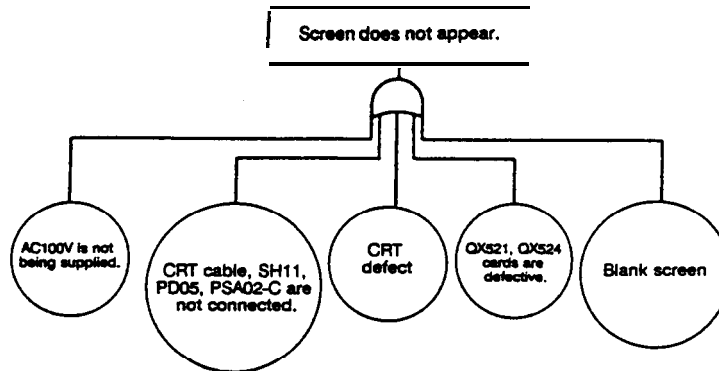 Screen does not appear.
AC100V is not
being supplied.
CRT cable, SH11,
PD05, PSA02-C are
not connected.
CRT
defect
QX521, QX524
cards are
defective.
Blank screen